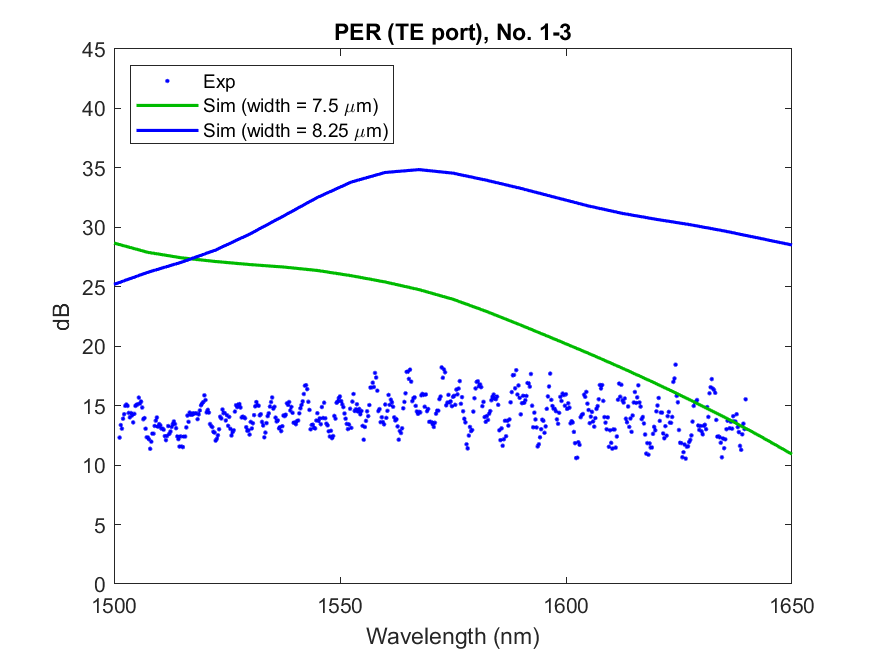 PER (TE port), No. 1-3
45
40
35
30
25
20
15
10
5
0
dB
Exp
Sim (width = 7.5 μm)
Sim (width = 8.25 μm)
1500 1550 1600 1650
Wavelength (nm)